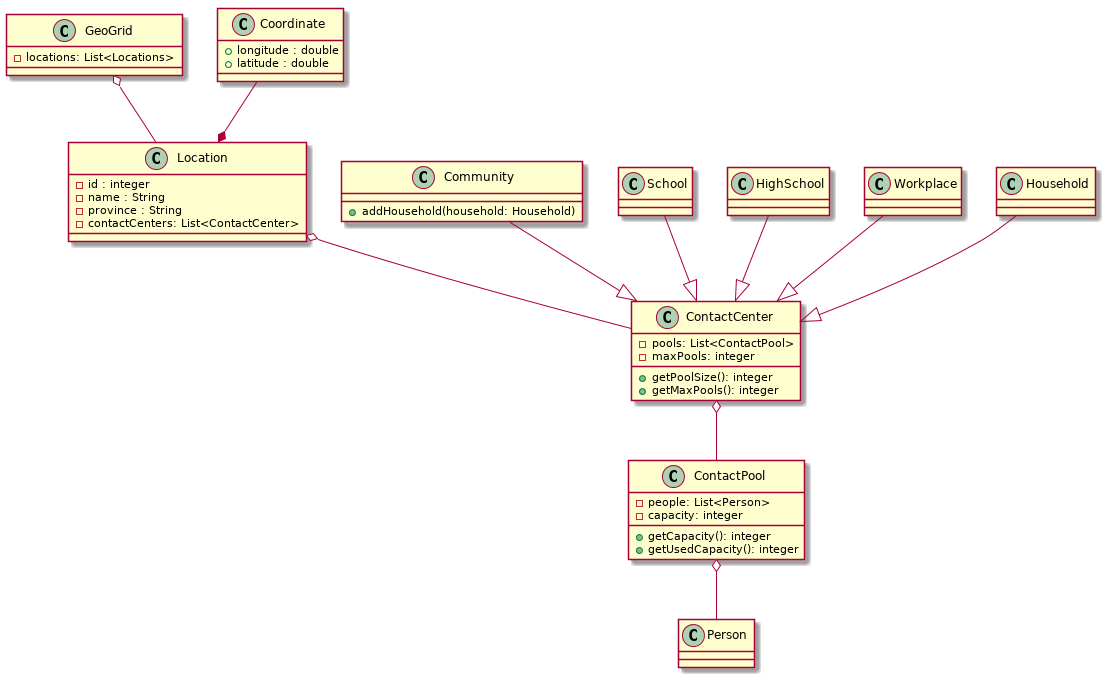 C GeoGrid
locations: List<Locations>
C Coordinate
longitude : double
latitude : double
C Location
id : integer
name : String
province : String
contactCenters: List<ContactCenter>
C Community
addHousehold(household: Household)
C School
C HighSchool
C Workplace
C Household
C ContactCenter
pools: List<ContactPool>
maxPools: integer
getPoolSize(): integer
getMaxPools(): integer
C ContactPool
people: List<Person>
capacity: integer
getCapacity(): integer
getUsedCapacity(): integer
C Person